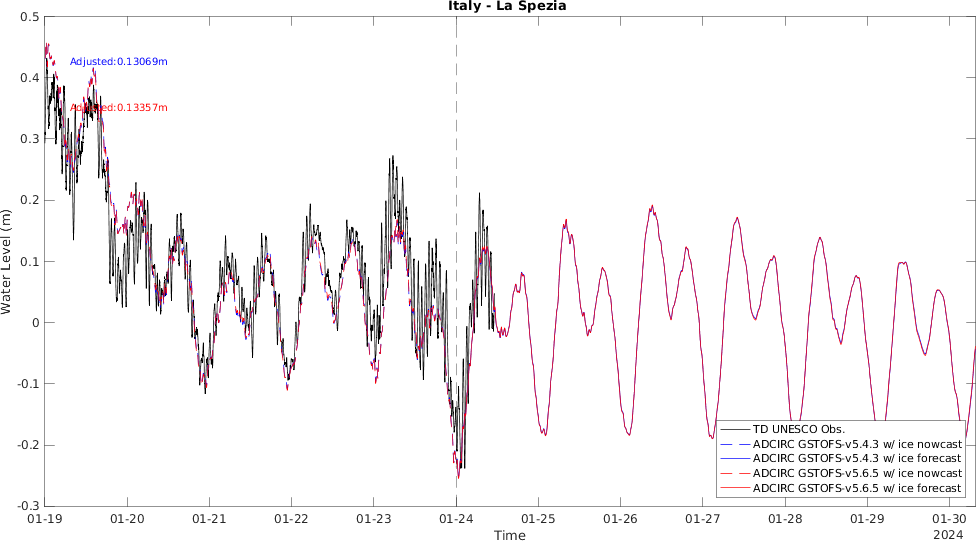 Italy - La Spezia
0.5
0.4
0.3
0.2
0.1
0
-0.1
-0.2
-0.3
Water Level (m)
Adjusted:0.13069m
Adjusted:0.13357m
TD UNESCO Obs.
ADCIRC GSTOFS-v5.4.3 w/ ice nowcast
ADCIRC GSTOFS-v5.4.3 w/ ice forecast
ADCIRC GSTOFS-v5.6.5 w/ ice nowcast
ADCIRC GSTOFS-v5.6.5 w/ ice forecast
01-19 01-20 01-21 01-22 01-23 01-24 01-25 01-26 01-27 01-28 01-29 01-30
Time
2024